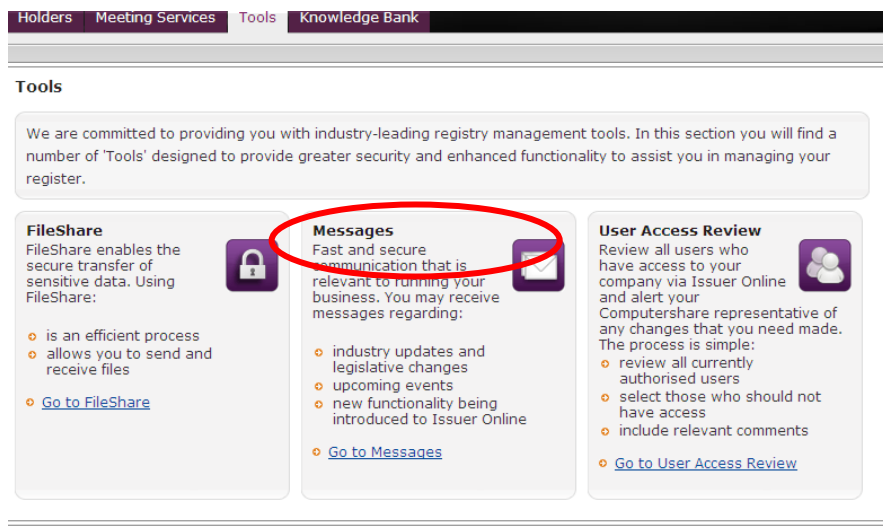 Holders Meeting Services Tools Knowledge Bank
Tools
We are committed to providing you with industry-leading registry management tools. In this section you will find a
number of 'Tools' designed to provide greater security and enhanced functionality to assist you in managing your
register.
FileShare
FileShare enables the
secure transfer of
sensitive data. Using
FileShare:
is an efficient process
allows you to send and
receive files
Go to FileShare
Messages
Fast and secure
communication that is
relevant to running your
business. You may receive
messages regarding:
industry updates and
legislative changes
upcoming events
new functionality being
introduced to Issuer Online
Go to Messages
User Access Review
Review all users who
have access to your
company via Issuer Online
and alert your
Computershare representative of
any changes that you need made.
The process is simple:
review all currently
authorised users
select those who should not
have access
include relevant comments
Go to User Access Review